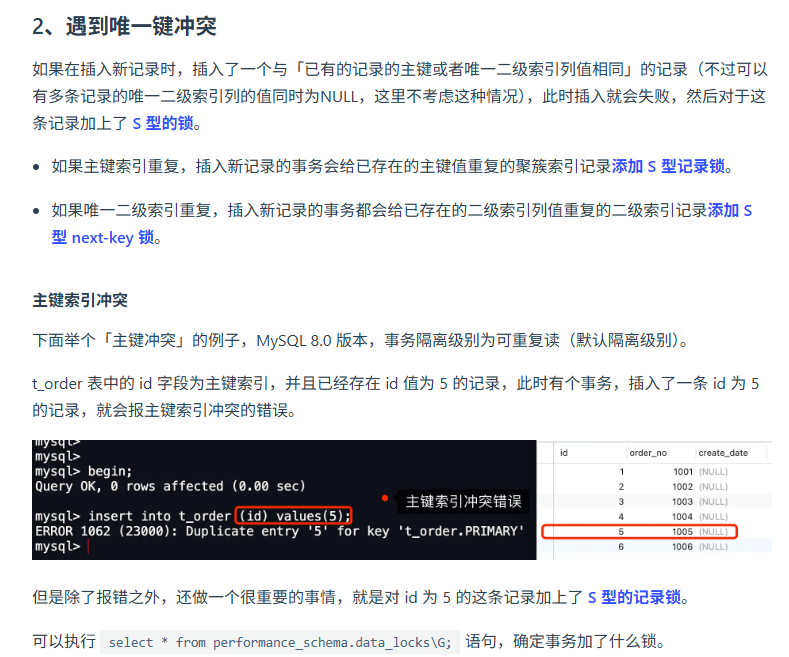 2、遇到唯一键冲突
如果在插入新记录时，插入了一个与「已有的记录的主键或者唯一二级索引列值相同」的记录（不过可以
有多条记录的唯一二级索引列的值同时为NULL，这里不考虑这种情况），此时插入就会失败，然后对于这
条记录加上了 S 型的锁。
• 如果主键索引重复，插入新记录的事务会给已存在的主键值重复的聚簇索引记录添加 S 型记录锁。
• 如果唯一二级索引重复，插入新记录的事务都会给已存在的二级索引列值重复的二级索引记录添加 S
型 next-key 锁。
主键索引冲突
下面举个「主键冲突」的例子，MySQL 8.0 版本，事务隔离级别为可重复读（默认隔离级别）。
t_order 表中的 id 字段为主键索引，并且已经存在 id 值为 5 的记录，此时有个事务，插入了一条 id 为 5
的记录，就会报主键索引冲突的错误。
mysql>
mysql>
mysql> begin;
Query OK, 0 rows affected (0.00 sec)
主键索引冲突错误
mysql> insert into t_order (id) values(5);
ERROR 1062 (23000): Duplicate entry '5' for key 't_order.PRIMARY'
mysql>
id order_no create_date
1 1001 (NULL)
2 1002 (NULL)
3 1003 (NULL)
4 1004 (NULL)
5 1005 (NULL)
6 1006 (NULL)
但是除了报错之外，还做一个很重要的事情，就是对 id 为 5 的这条记录加上了 S 型的记录锁。
可以执行 select * from performance_schema.data_locks\G; 语句，确定事务加了什么锁。